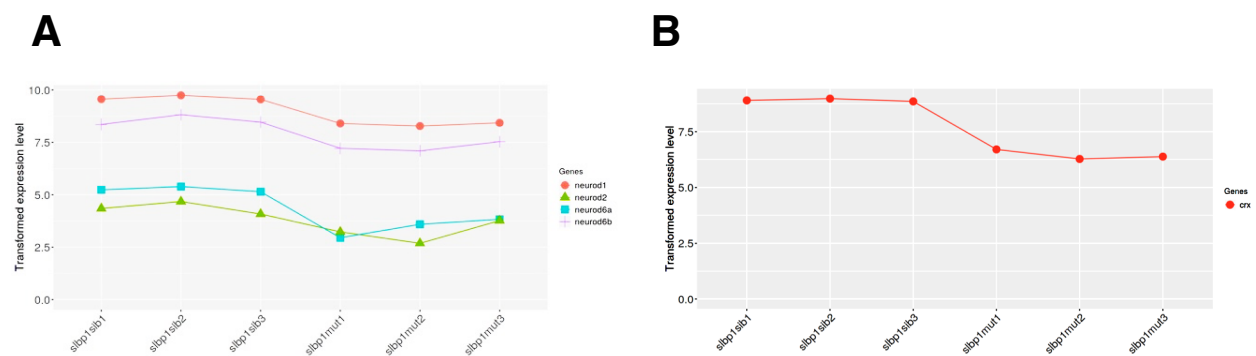 A
B
Transformed expression level
10.0
7.5
5.0
2.5
0.0
slbp1sib1
slbp1sib2
slbp1sib3
slbp1mut1
slbp1mut2
slbp1mut3
Genes
neurod1
neurod2
neurod6a
neurod6b
Transformed expression level
7.5
5.0
2.5
0.0
slbp1sib1
slbp1sib2
slbp1sib3
slbp1mut1
slbp1mut2
slbp1mut3
Genes
crx